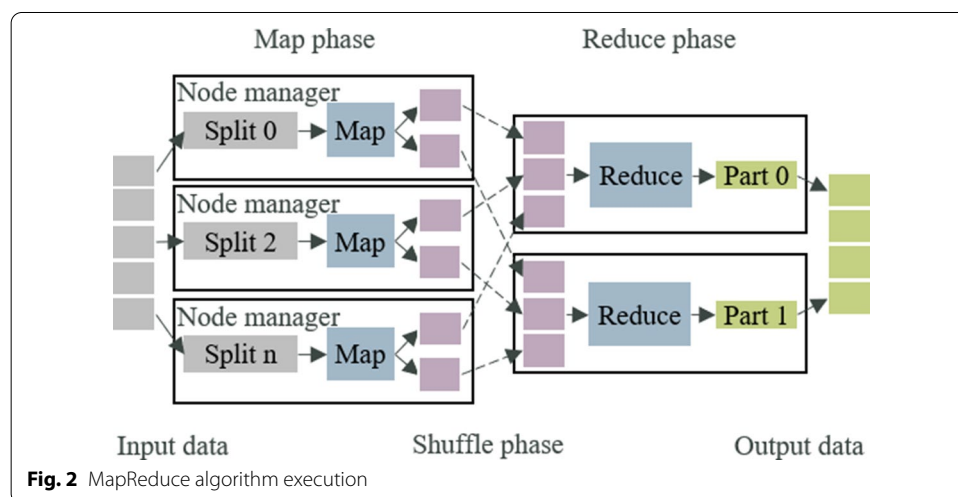 Map phase
Reduce phase
Node manager
Split 0
Map
Node manager
Split 2
Map
Node manager
Split n
Map
Reduce
Part 0
Reduce
Part 1
Input data
Shuffle phase
Output data
Fig. 2 MapReduce algorithm execution